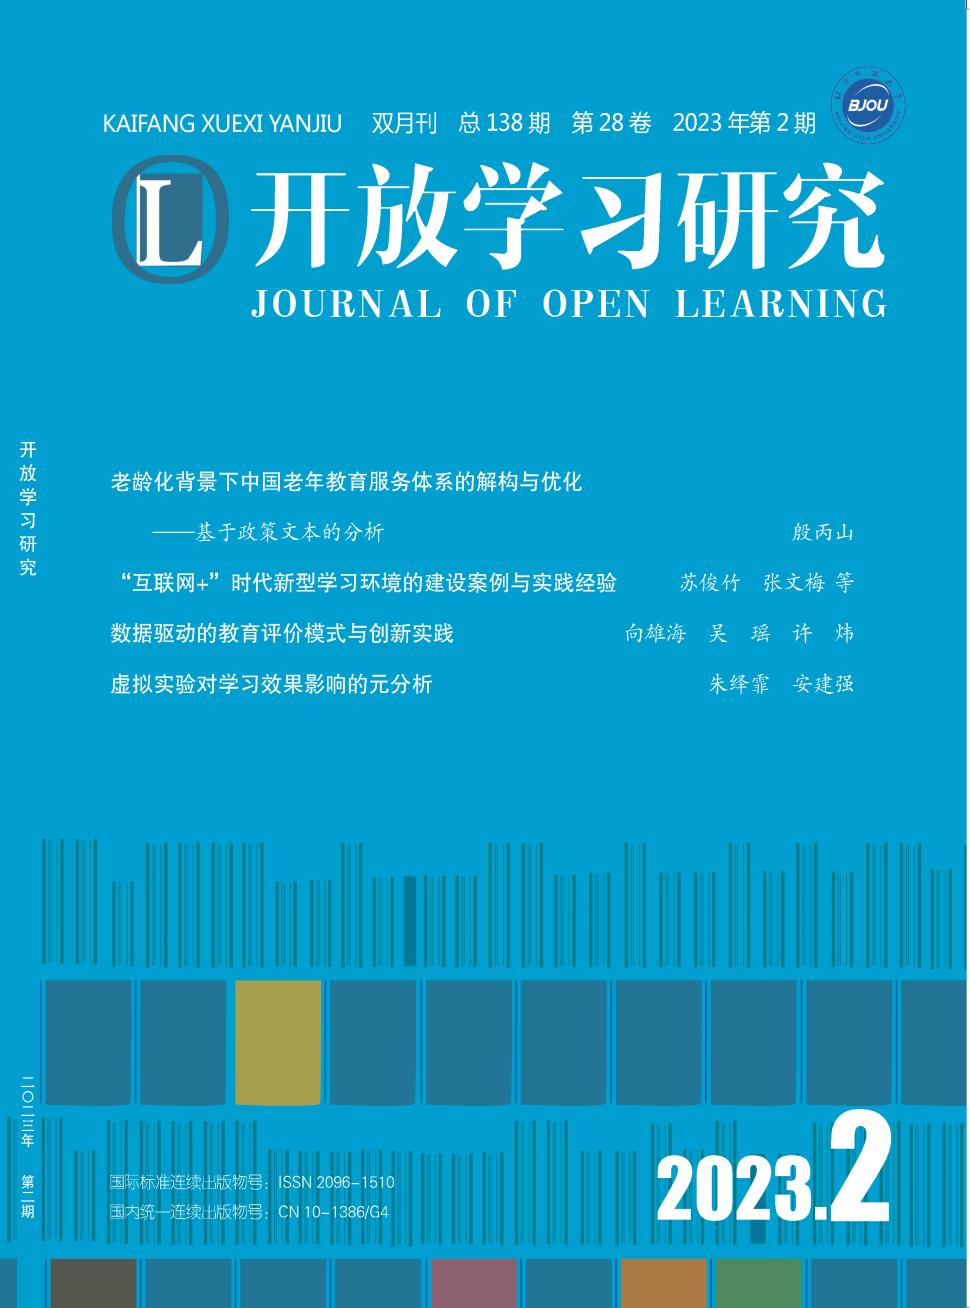 KAIFANG XUEXI YANJIU 双月刊 总 138 期 第 28 卷 2023 年第 2 期
BJOU
BEIJING OPEN UNIVERSITY
OL 开放学习研究
JOURNAL OF OPEN LEARNING
开放学习研究
老龄化背景下中国老年教育服务体系的解构与优化
——基于政策文本的分析 殷丙山
“互联网+”时代新型学习环境的建设案例与实践经验 苏俊竹 张文梅 等
数据驱动的教育评价模式与创新实践 向雄海 吴 瑶 许 炜
虚拟实验对学习效果影响的元分析 朱绎霏 安建强
二〇二三年 第二期
国际标准连续出版物号：ISSN 2096-1510
国内统一连续出版物号：CN 10-1386/G4
2023.2